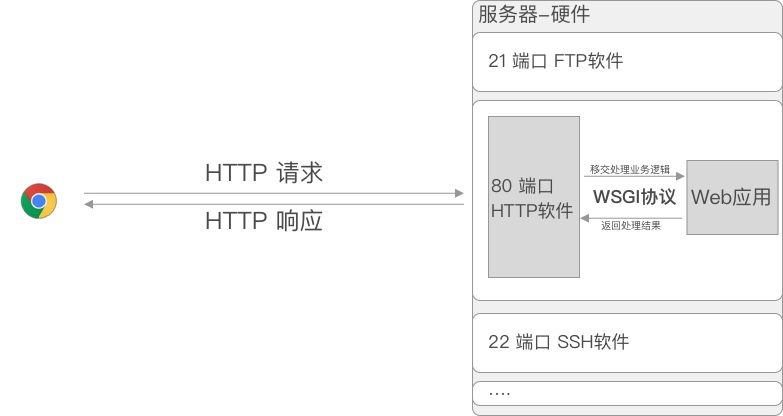 服务器-硬件
21 端口 FTP软件
HTTP 请求
HTTP 响应
80 端口
HTTP软件
移交处理业务逻辑
WSGI协议
返回处理结果
Web应用
22 端口 SSH软件
....